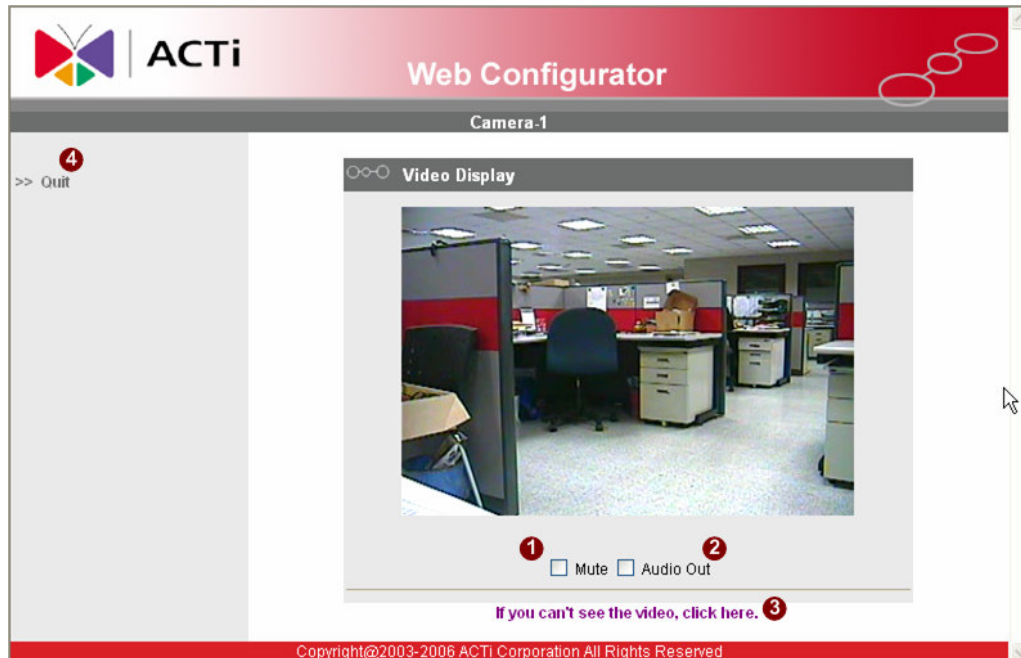 ACTi
Web Configurator
Camera-1
4
>> Quit
Video Display
1 2
Mute Audio Out
If you can't see the video, click here. 3
Copyright@2003-2006 ACTi Corporation All Rights Reserved